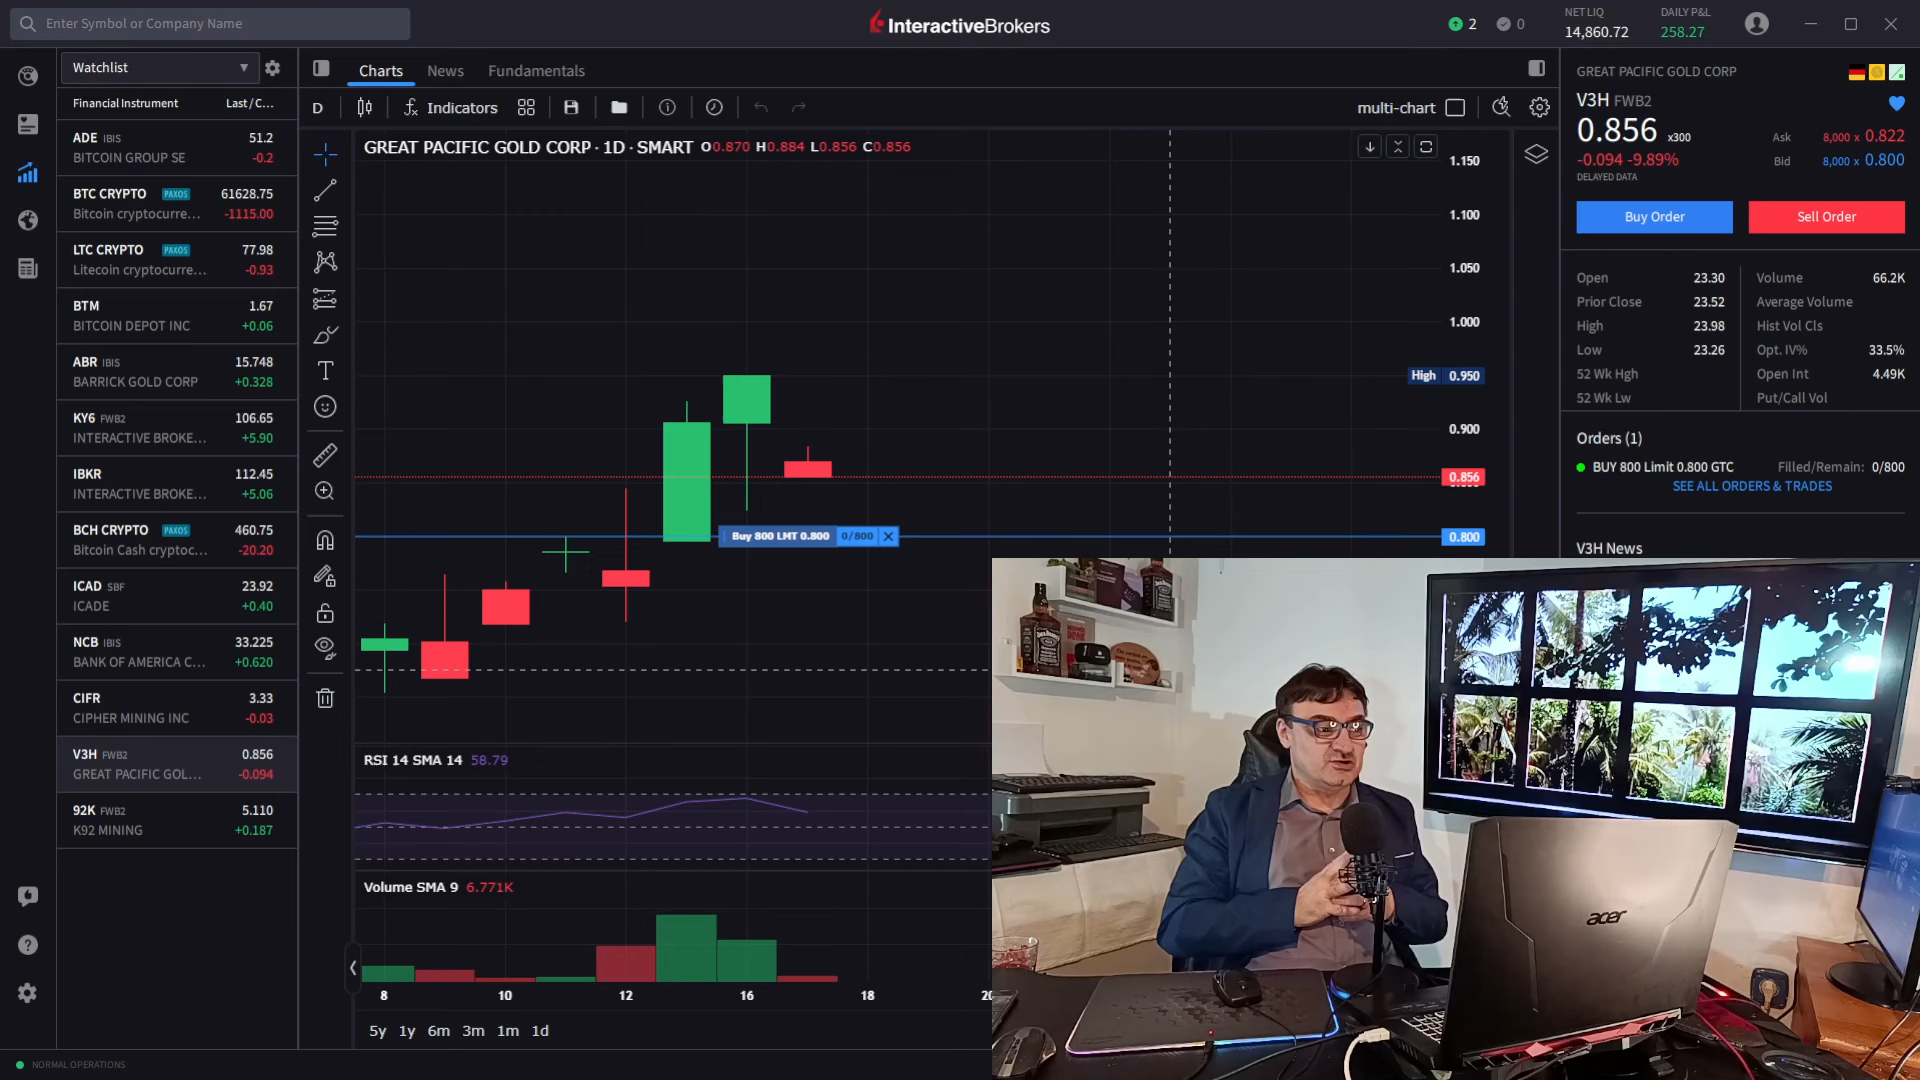 Enter Symbol or Company Name
InteractiveBrokers
2
0
NET LIQ
14,860.72
DAILY P&L
258.27
Watchlist
Financial Instrument Last / C...
ADE IBIS 51.2
BITCOIN GROUP SE -0.2
BTC CRYPTO PAXOS 61628.75
Bitcoin cryptocurre... -1115.00
LTC CRYPTO PAXOS 77.98
Litecoin cryptocurre... -0.93
BTM 1.67
BITCOIN DEPOT INC +0.06
ABR IBIS 15.748
BARRICK GOLD CORP +0.328
KY6 FWB2 106.65
INTERACTIVE BROKE... +5.90
IBKR 112.45
INTERACTIVE BROKE... +5.06
BCH CRYPTO PAXOS 460.75
Bitcoin Cash cryptoc... -20.20
ICAD SBF 23.92
ICADE +0.40
NCB IBIS 33.225
BANK OF AMERICA C... +0.620
CIFR 3.33
CIPHER MINING INC -0.03
V3H FWB2 0.856
GREAT PACIFIC GOL... -0.094
92K FWB2 5.110
K92 MINING +0.187
NORMAL OPERATIONS
Charts News Fundamentals
D Indicators multi-chart
GREAT PACIFIC GOLD CORP · 1D · SMART O0.870 H0.884 L0.856 C0.856
1.150
1.100
1.050
1.000
High 0.950
0.900
0.856
0.800
Buy 800 LMT 0.800 0/800
RSI 14 SMA 14 58.79
Volume SMA 9 6.771K
8 10 12 16 18
5y 1y 6m 3m 1m 1d
GREAT PACIFIC GOLD CORP
V3H FWB2
0.856 x300
-0.094 -9.89%
DELAYED DATA
Ask 8,000 x 0.822
Bid 8,000 x 0.800
Buy Order Sell Order
Open 23.30 Volume 66.2K
Prior Close 23.52 Average Volume
High 23.98 Hist Vol Cls
Low 23.26 Opt. IV% 33.5%
52 Wk Hgh Open Int 4.49K
52 Wk Lw Put/Call Vol
Orders (1)
BUY 800 Limit 0.800 GTC Filled/Remain: 0/800
SEE ALL ORDERS & TRADES
V3H News
acer